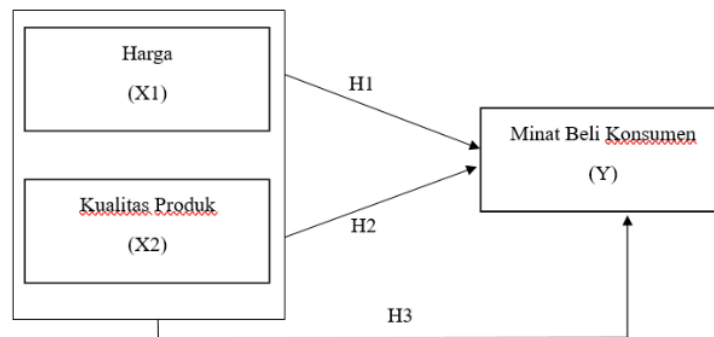 Harga
(X1)
H1
Minat Beli Konsumen
(Y)
Kualitas Produk
(X2)
H2
H3